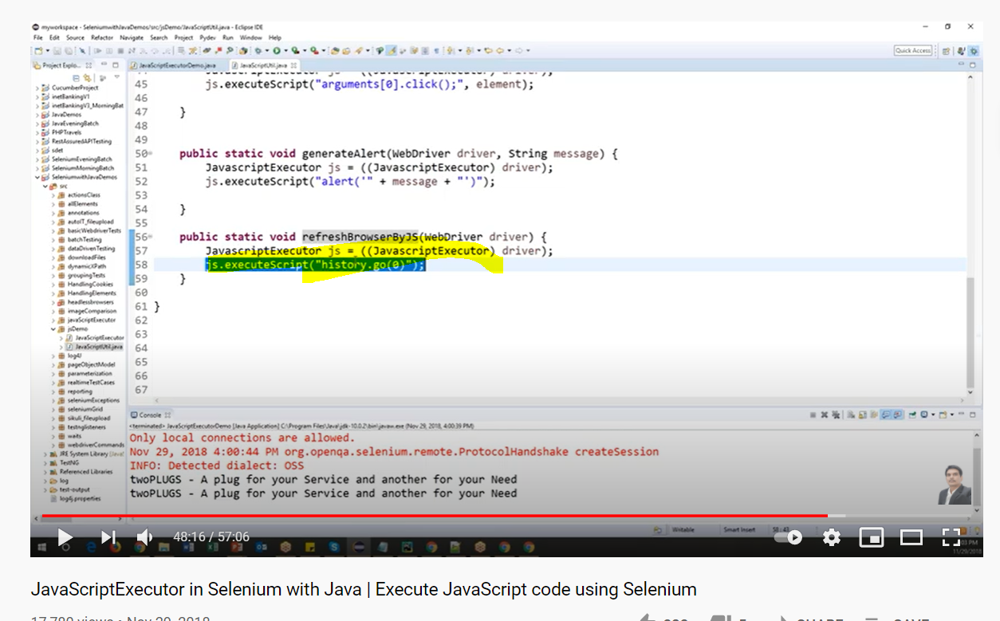 myworkspace - SeleniumwithJavaDemos/src/jsDemo/JavaScriptUtil.java - Eclipse IDE
File Edit Source Refactor Navigate Search Project Pydev Run Window Help
Quick Access
Project Explo...
JavaScriptExecutorDemo.java
JavaScriptUtil.java
CucumberProject
inetBankingV1
inetBankingV3_MorningBat
JavaDemos
JavaEveningBatch
PHPTravels
RestAssuredAPITesting
sdet
SeleniumEveningBatch
SeleniumMorningBatch
SeleniumwithJavaDemos
src
actionsClass
allElements
annotations
autoIT_fileupload
basicWebdriverTests
batchTesting
dataDrivenTesting
downloadFiles
dynamicXPath
groupingTests
HandlingCookies
HandlingElements
headlessbrowsers
imageComparison
javaScriptExecutor
jsDemo
JavaScriptExecutor
JavaScriptUtil.java
log4J
pageObjectModel
parameterization
realtimeTestCases
reporting
seleniumExceptions
seleniumGrid
sikuli_fileupload
testnglisteners
waits
webdriverCommands
JRE System Library [JavaS
TestNG
Referenced Libraries
log
test-output
log4j.properties
45 js.executeScript("arguments[0].click();", element);
46
47 }
48
49
50 public static void generateAlert(WebDriver driver, String message) {
51 JavascriptExecutor js = ((JavascriptExecutor) driver);
52 js.executeScript("alert('" + message + "')");
53
54 }
55
56 public static void refreshBrowserByJS(WebDriver driver) {
57 JavascriptExecutor js = ((JavascriptExecutor) driver);
58 js.executeScript("history.go(0)");
59 }
60
61 }
62
63
64
65
66
67
Console
<terminated> JavaScriptExecutorDemo [Java Application] C:\Program Files\Java\jdk-10.0.2\bin\javaw.exe (Nov 29, 2018, 4:00:39 PM)
Only local connections are allowed.
Nov 29, 2018 4:00:44 PM org.openqa.selenium.remote.ProtocolHandshake createSession
INFO: Detected dialect: OSS
twoPLUGS - A plug for your Service and another for your Need
twoPLUGS - A plug for your Service and another for your Need
Writable Smart Insert 58 : 43
48:16 / 57:06
11/29/2018
JavaScriptExecutor in Selenium with Java | Execute JavaScript code using Selenium
17,780 views • Nov 29, 2018
SHARE
SAVE